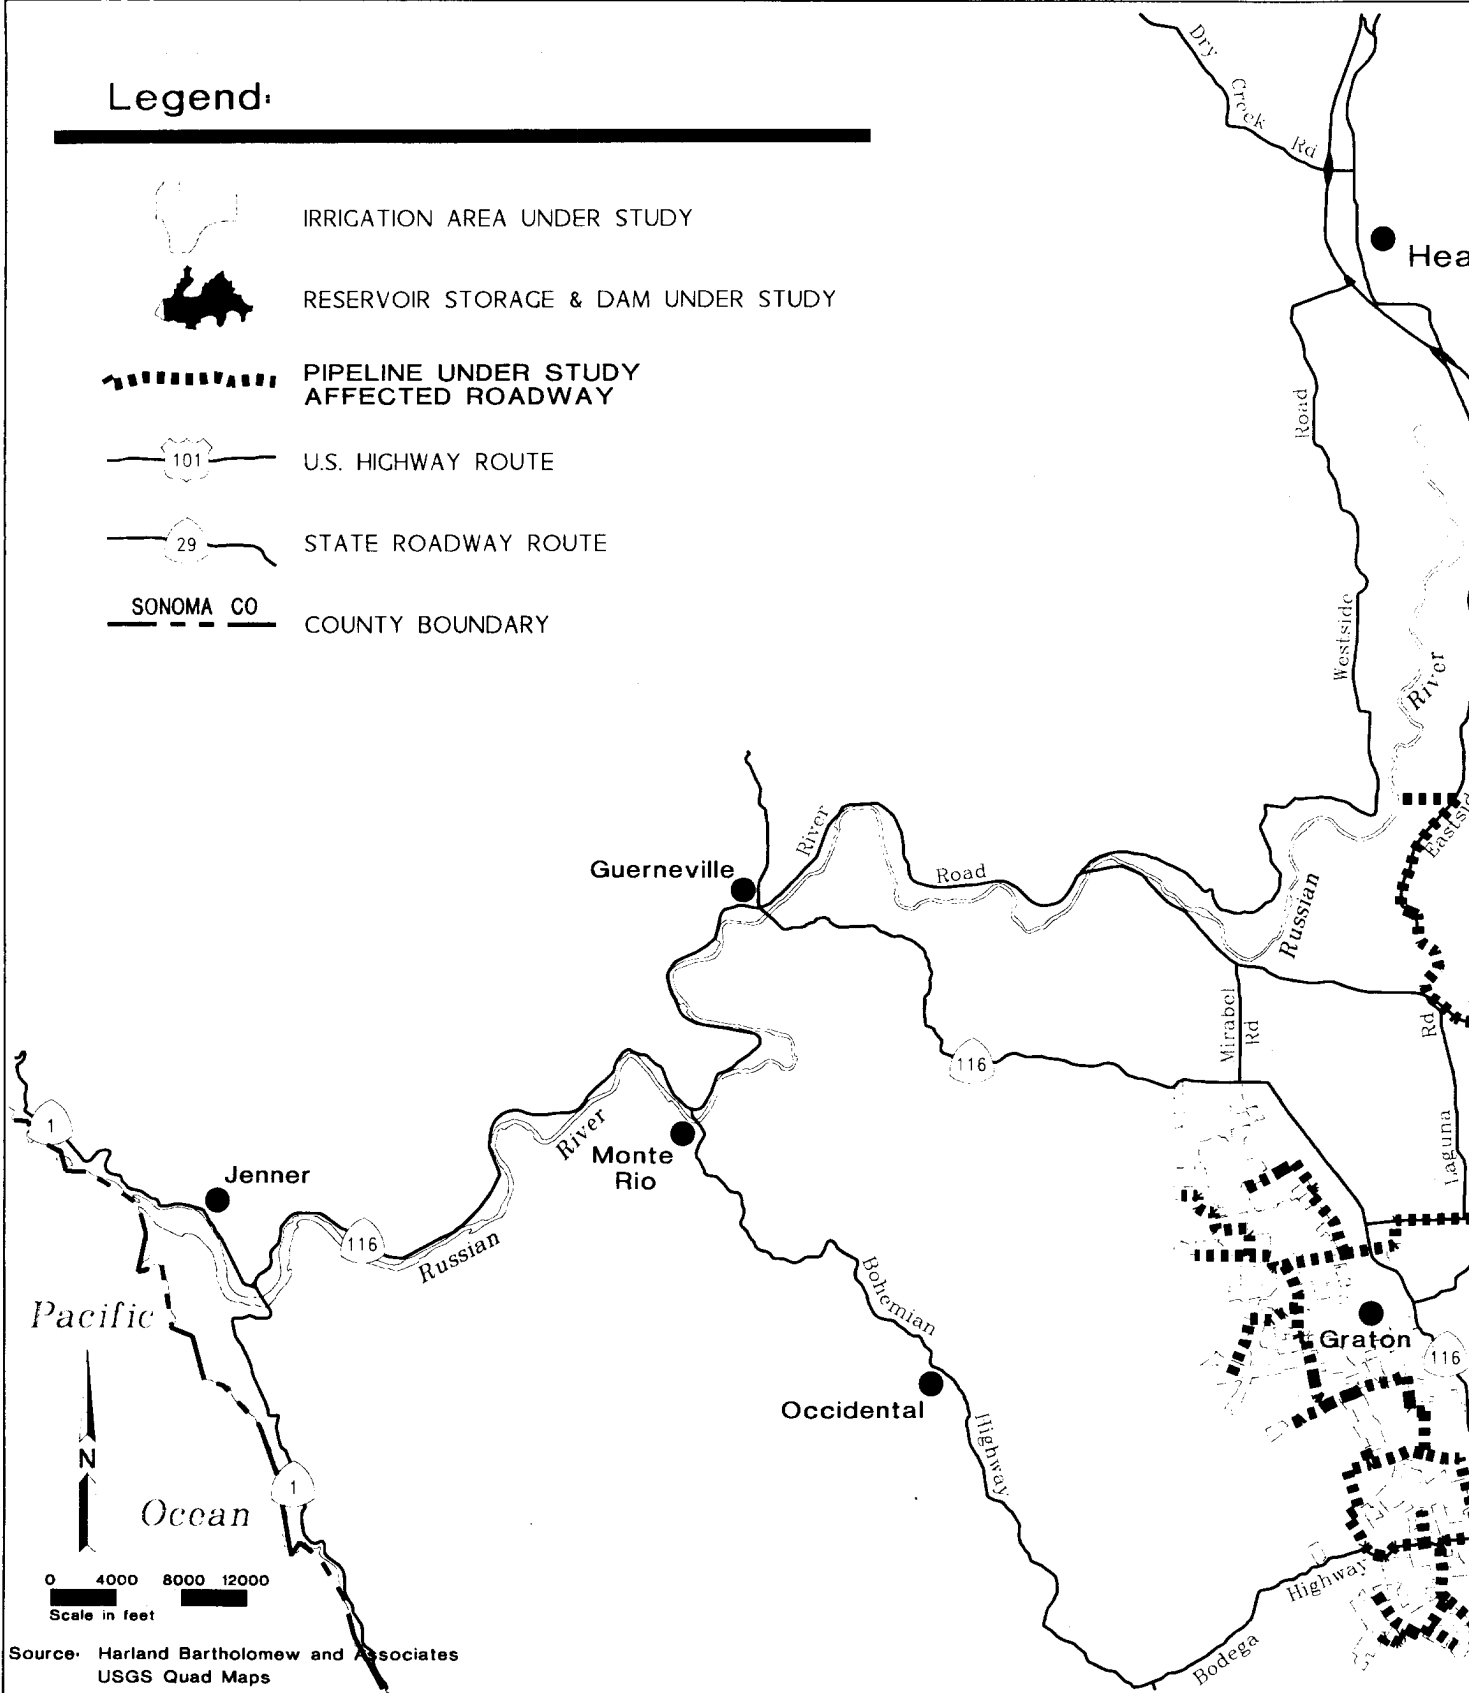 Legend:
IRRIGATION AREA UNDER STUDY
RESERVOIR STORAGE & DAM UNDER STUDY
PIPELINE UNDER STUDY
AFFECTED ROADWAY
101
U.S. HIGHWAY ROUTE
29
STATE ROADWAY ROUTE
SONOMA CO
COUNTY BOUNDARY
Dry
Creek
Rd
Hea
Road
Westside
River
Eastsid
River
Guerneville
Road
Russian
Mirabel
Rd
Rd
116
1
River
Monte
Rio
Laguna
Jenner
116
Russian
Bohemian
Pacific
Graton
116
Occidental
Highway
N
1
Ocean
Highway
0 4000 8000 12000
Scale in feet
Bodega
Source: Harland Bartholomew and Associates
USGS Quad Maps